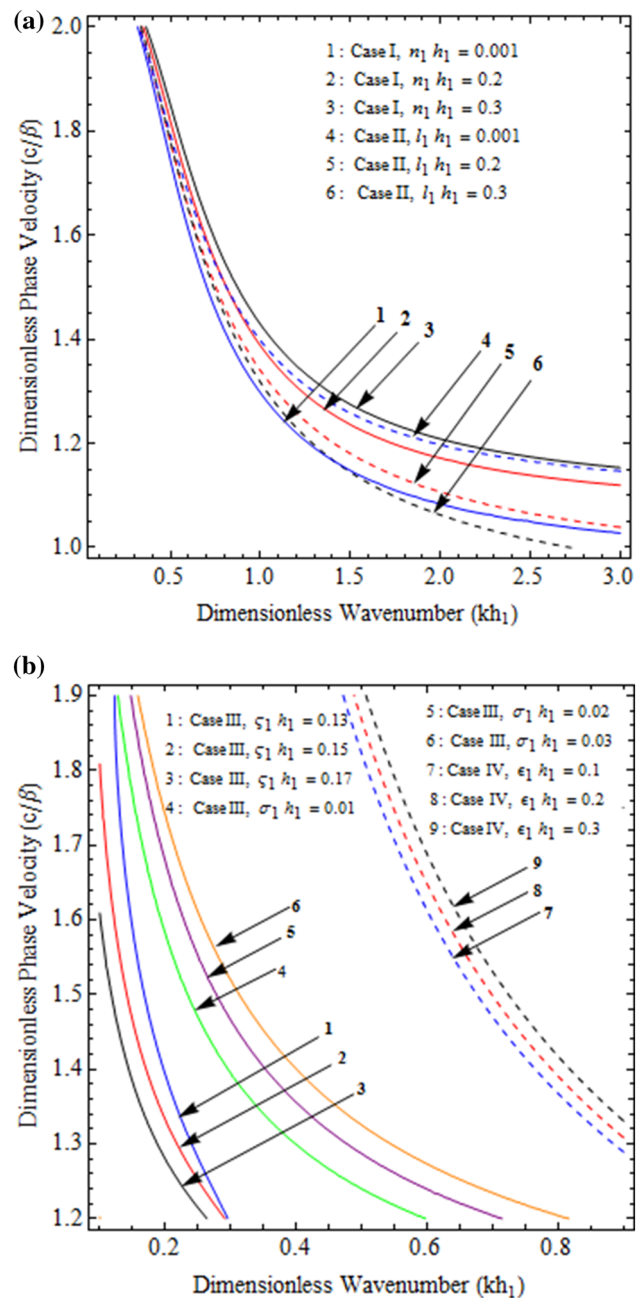 (a)
2.0
1.8
1.6
1.4
1.2
1.0
Dimensionless Phase Velocity (c/β)
1 : Case I, n₁ h₁ = 0.001
2 : Case I, n₁ h₁ = 0.2
3 : Case I, n₁ h₁ = 0.3
4 : Case II, l₁ h₁ = 0.001
5 : Case II, l₁ h₁ = 0.2
6 : Case II, l₁ h₁ = 0.3
1 2 3 4 5 6
0.5 1.0 1.5 2.0 2.5 3.0
Dimensionless Wavenumber (kh₁)
(b)
1.9
1.8
1.7
1.6
1.5
1.4
1.3
1.2
Dimensionless Phase Velocity (c/β)
1 : Case III, ς₁ h₁ = 0.13
2 : Case III, ς₁ h₁ = 0.15
3 : Case III, ς₁ h₁ = 0.17
4 : Case III, σ₁ h₁ = 0.01
5 : Case III, σ₁ h₁ = 0.02
6 : Case III, σ₁ h₁ = 0.03
7 : Case IV, ϵ₁ h₁ = 0.1
8 : Case IV, ϵ₁ h₁ = 0.2
9 : Case IV, ϵ₁ h₁ = 0.3
9
8
7
6
5
4
1
2
3
0.2 0.4 0.6 0.8
Dimensionless Wavenumber (kh₁)